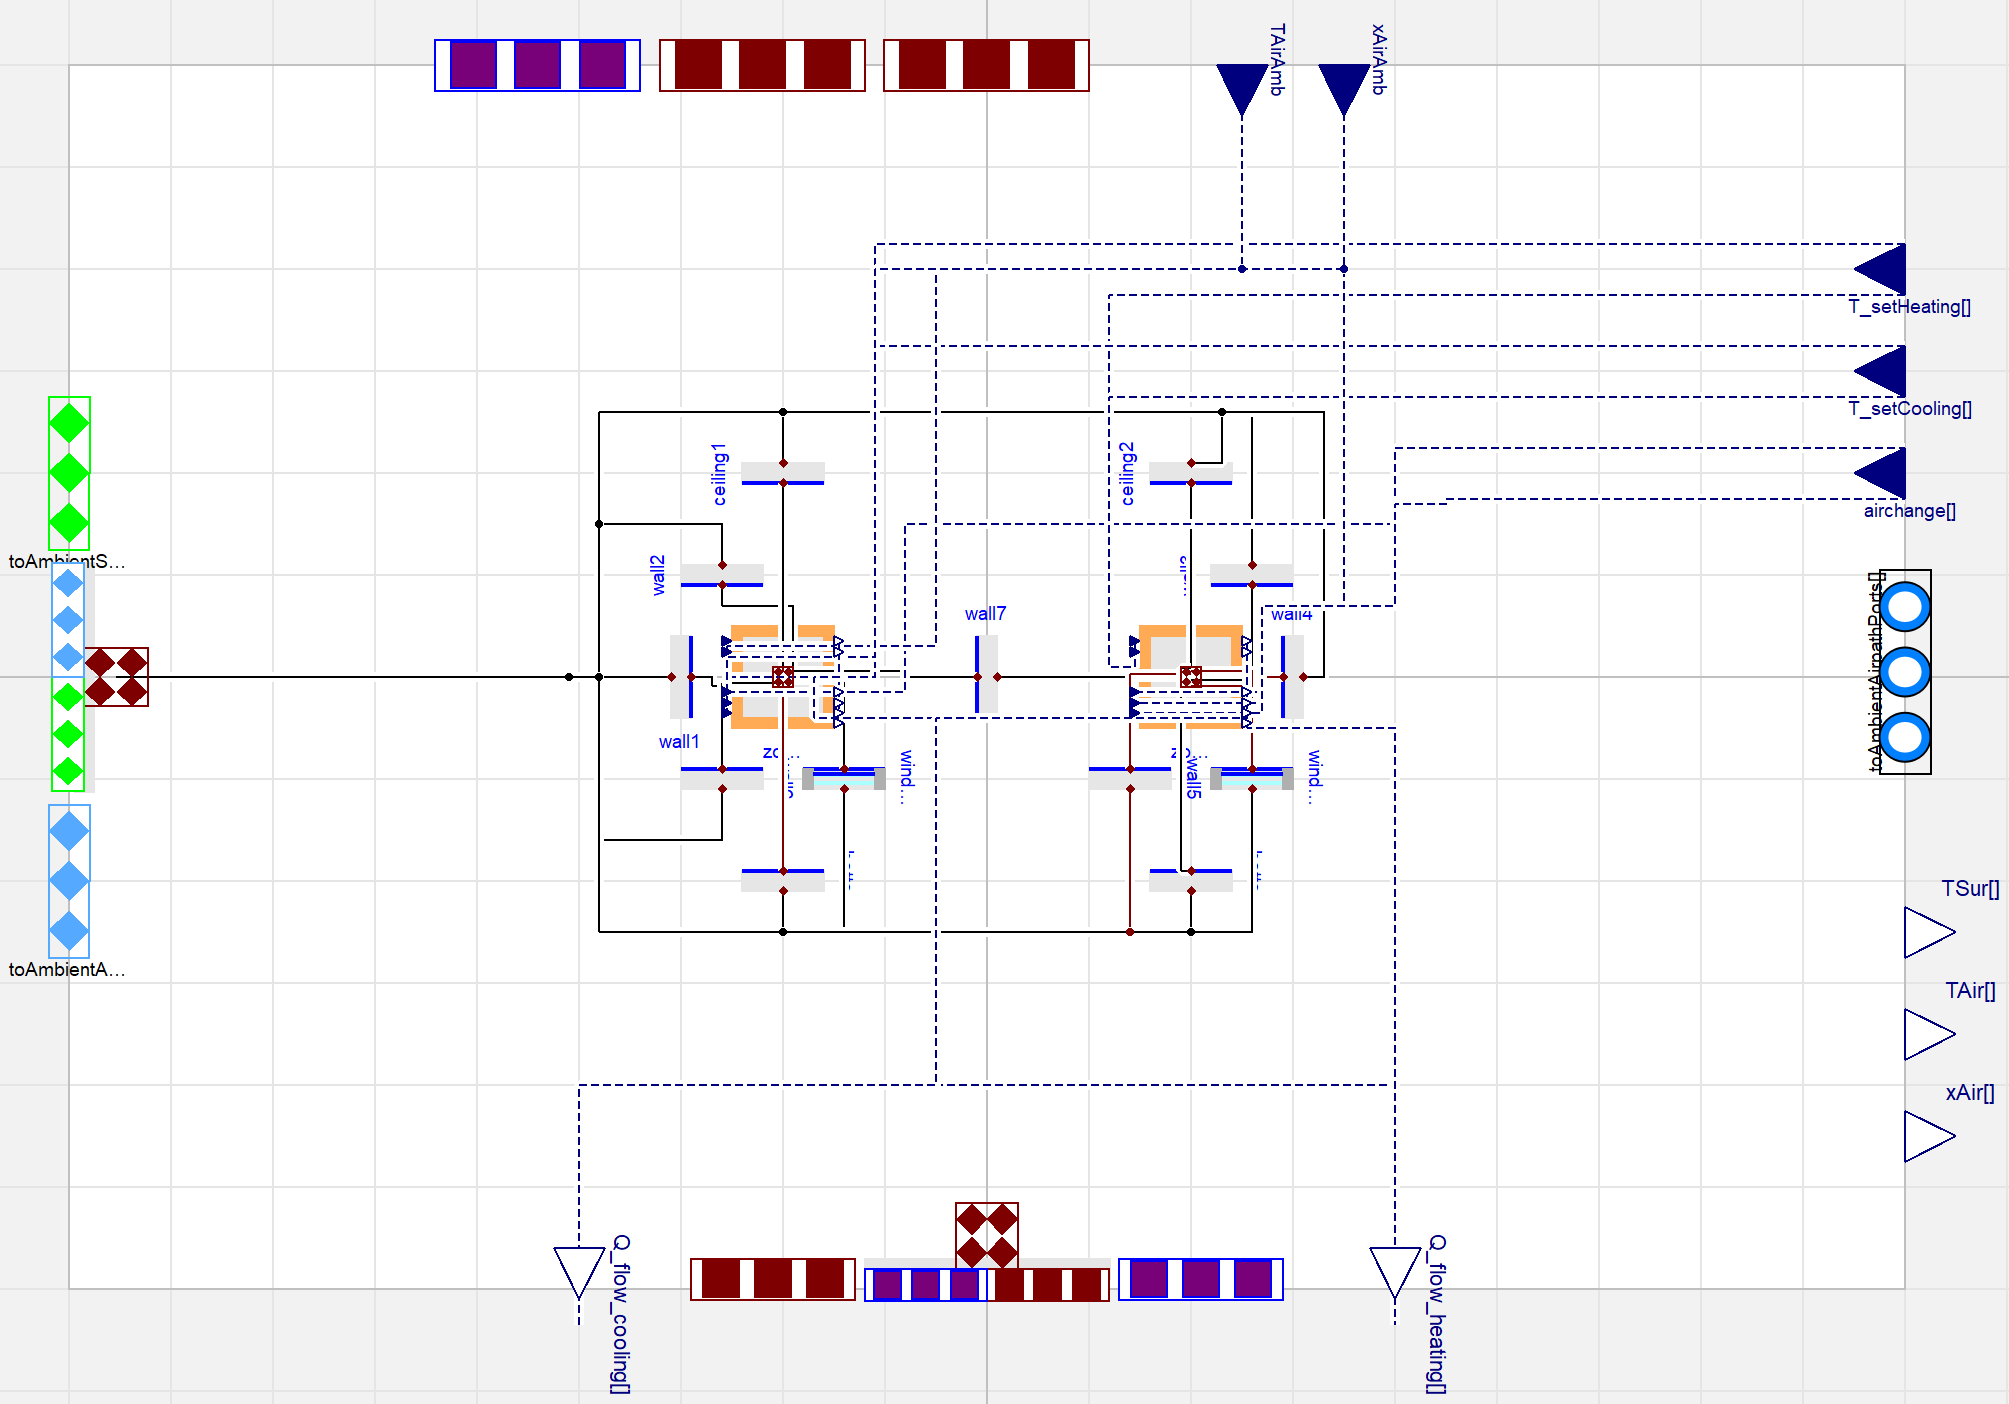 TAirAmb
xAirAmb
T_setHeating[]
T_setCooling[]
ceiling1
ceiling2
airchange[]
toAmbientS...
wall2
wall7
wall4
toAmbientAirpathPorts[]
wall1
zo...
wind...
wall5
wind...
TSur[]
toAmbientA...
TAir[]
xAir[]
Q_flow_cooling[]
Q_flow_heating[]